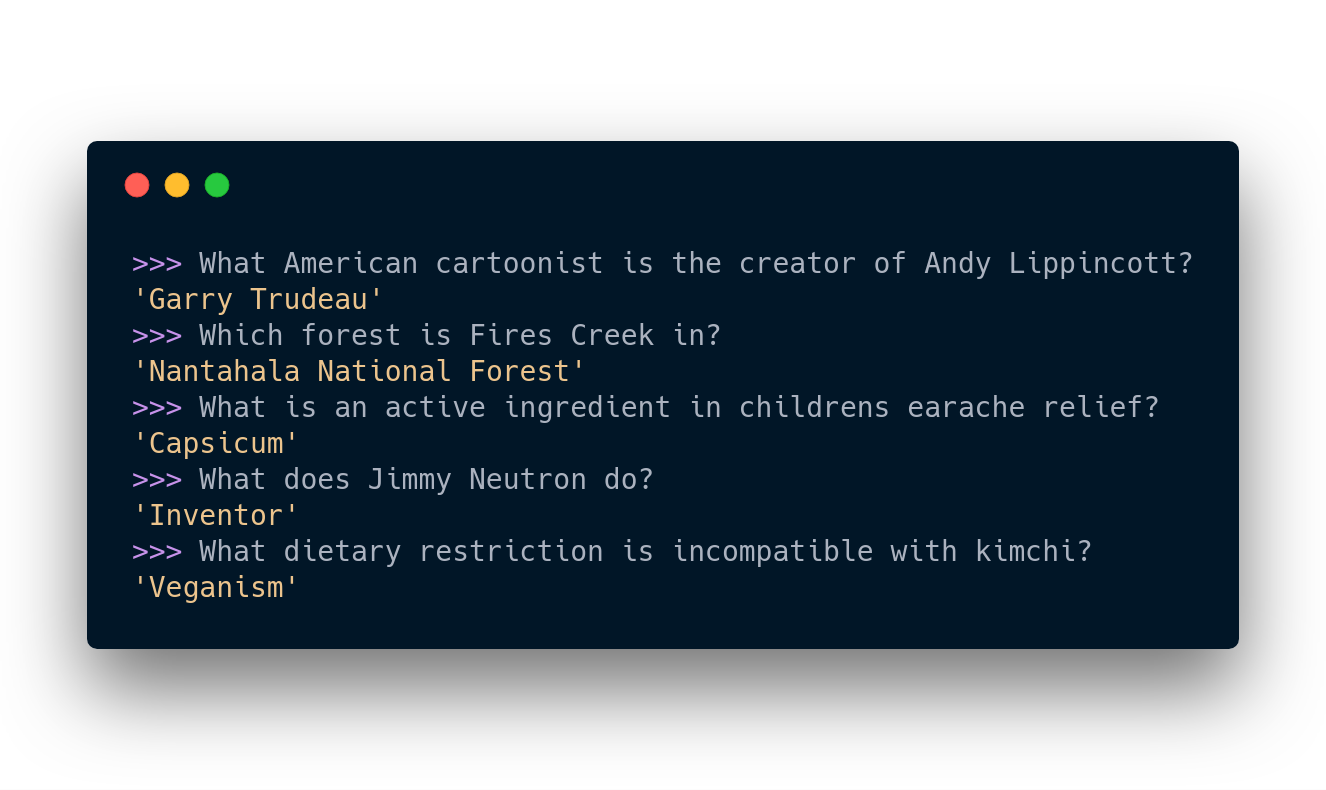 >>> What American cartoonist is the creator of Andy Lippincott?
'Garry Trudeau'
>>> Which forest is Fires Creek in?
'Nantahala National Forest'
>>> What is an active ingredient in childrens earache relief?
'Capsicum'
>>> What does Jimmy Neutron do?
'Inventor'
>>> What dietary restriction is incompatible with kimchi?
'Veganism'